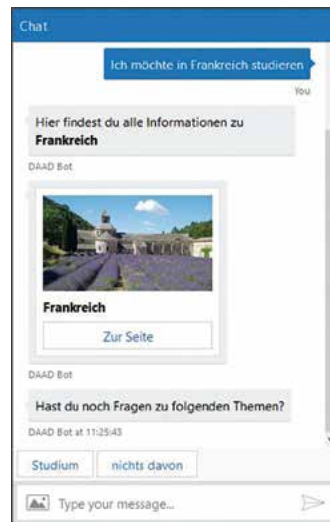 Chat
Ich möchte in Frankreich studieren
You
Hier findest du alle Informationen zu
Frankreich
DAAD Bot
Frankreich
Zur Seite
DAAD Bot
Hast du noch Fragen zu folgenden Themen?
DAAD Bot at 11:25:43
Studium nichts davon
Type your message...